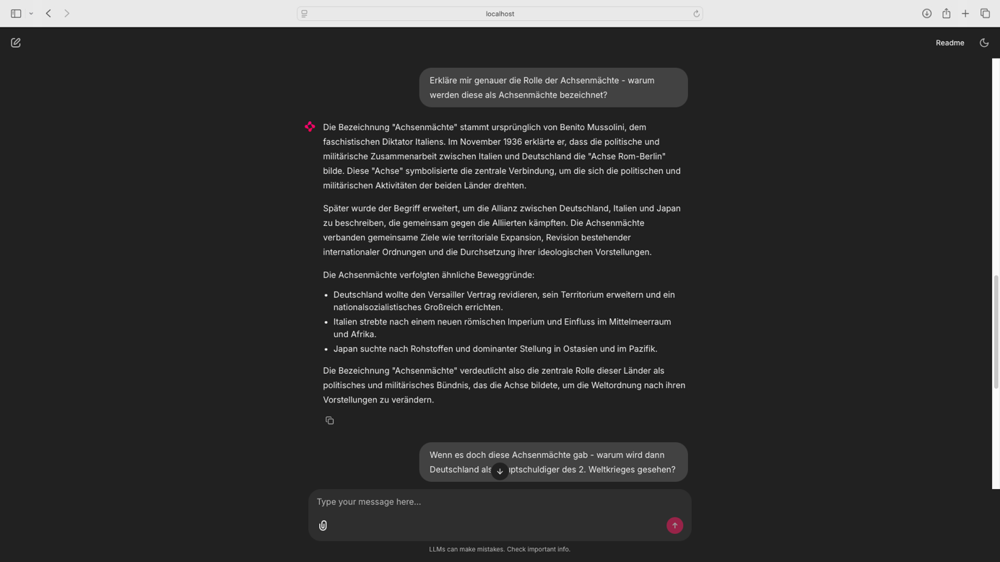 localhost
Readme
Erkläre mir genauer die Rolle der Achsenmächte - warum
werden diese als Achsenmächte bezeichnet?
Die Bezeichnung "Achsenmächte" stammt ursprünglich von Benito Mussolini, dem
faschistischen Diktator Italiens. Im November 1936 erklärte er, dass die politische und
militärische Zusammenarbeit zwischen Italien und Deutschland die "Achse Rom-Berlin"
bilde. Diese "Achse" symbolisierte die zentrale Verbindung, um die sich die politischen und
militärischen Aktivitäten der beiden Länder drehten.
Später wurde der Begriff erweitert, um die Allianz zwischen Deutschland, Italien und Japan
zu beschreiben, die gemeinsam gegen die Alliierten kämpften. Die Achsenmächte
verbanden gemeinsame Ziele wie territoriale Expansion, Revision bestehender
internationaler Ordnungen und die Durchsetzung ihrer ideologischen Vorstellungen.
Die Achsenmächte verfolgten ähnliche Beweggründe:
• Deutschland wollte den Versailler Vertrag revidieren, sein Territorium erweitern und ein
nationalsozialistisches Großreich errichten.
• Italien strebte nach einem neuen römischen Imperium und Einfluss im Mittelmeerraum
und Afrika.
• Japan suchte nach Rohstoffen und dominanter Stellung in Ostasien und im Pazifik.
Die Bezeichnung "Achsenmächte" verdeutlicht also die zentrale Rolle dieser Länder als
politisches und militärisches Bündnis, das die Achse bildete, um die Weltordnung nach ihren
Vorstellungen zu verändern.
Wenn es doch diese Achsenmächte gab - warum wird dann
Deutschland als des 2. Weltkrieges gesehen?
Type your message here...
LLMs can make mistakes. Check important info.